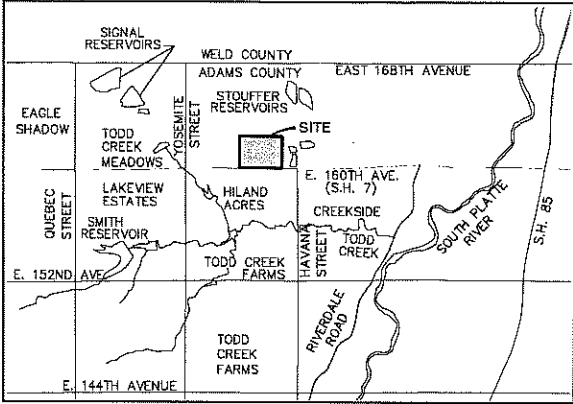 SIGNAL
RESERVOIRS
WELD COUNTY
ADAMS COUNTY
EAST 168TH AVENUE
STOUFFER
RESERVOIRS
EAGLE
SHADOW
YOSEMITE
STREET
SITE
TODD
CREEK
MEADOWS
E. 160TH AVE.
(S.H. 7)
LAKEVIEW
ESTATES
HILAND
ACRES
QUEBEC
STREET
SMITH
RESERVOIR
CREEKSIDE
HAVANA
STREET
TODD
CREEK
SOUTH PLATTE
RIVER
S.H. 85
E. 152ND AVE.
TODD CREEK
FARMS
RIVERDALE
ROAD
TODD
CREEK
FARMS
E. 144TH AVENUE